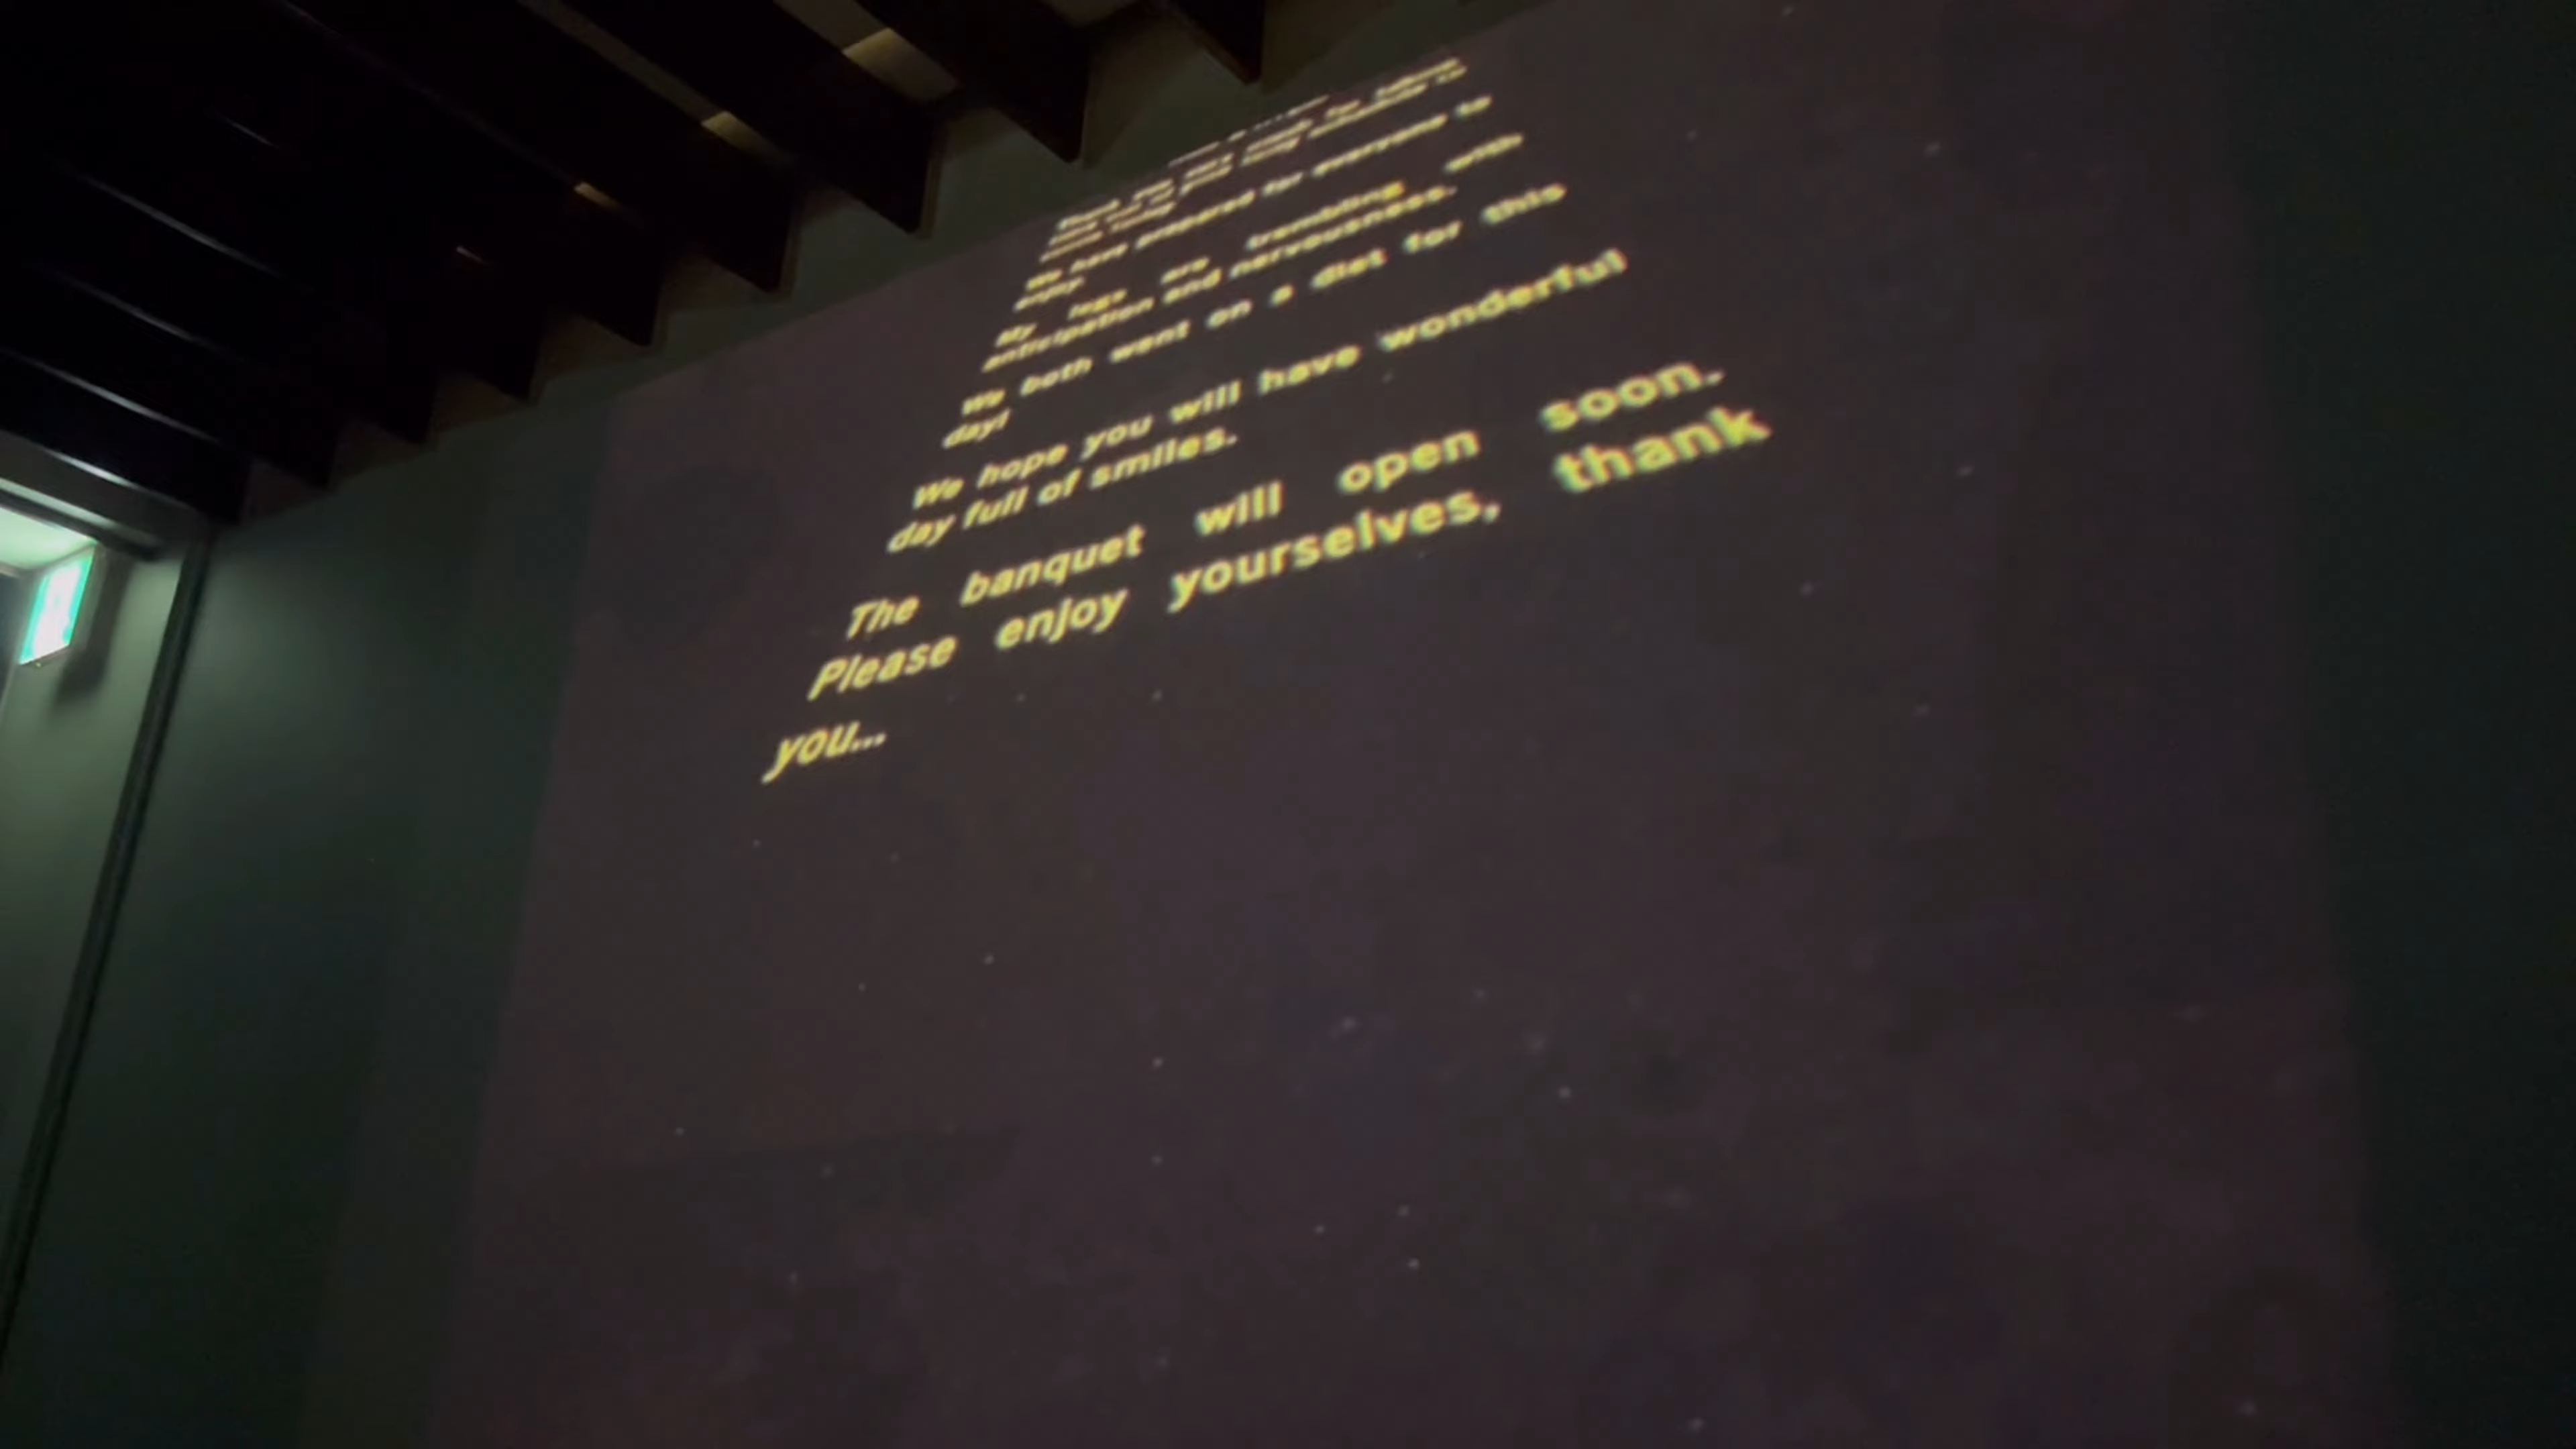 We have prepared for everyone to
enjoy
My legs are trembling with
anticipation and nervousness.
We both went on a diet for this
day!
We hope you will have wonderful
day full of smiles.
The banquet will open soon.
Please enjoy yourselves, thank
you...